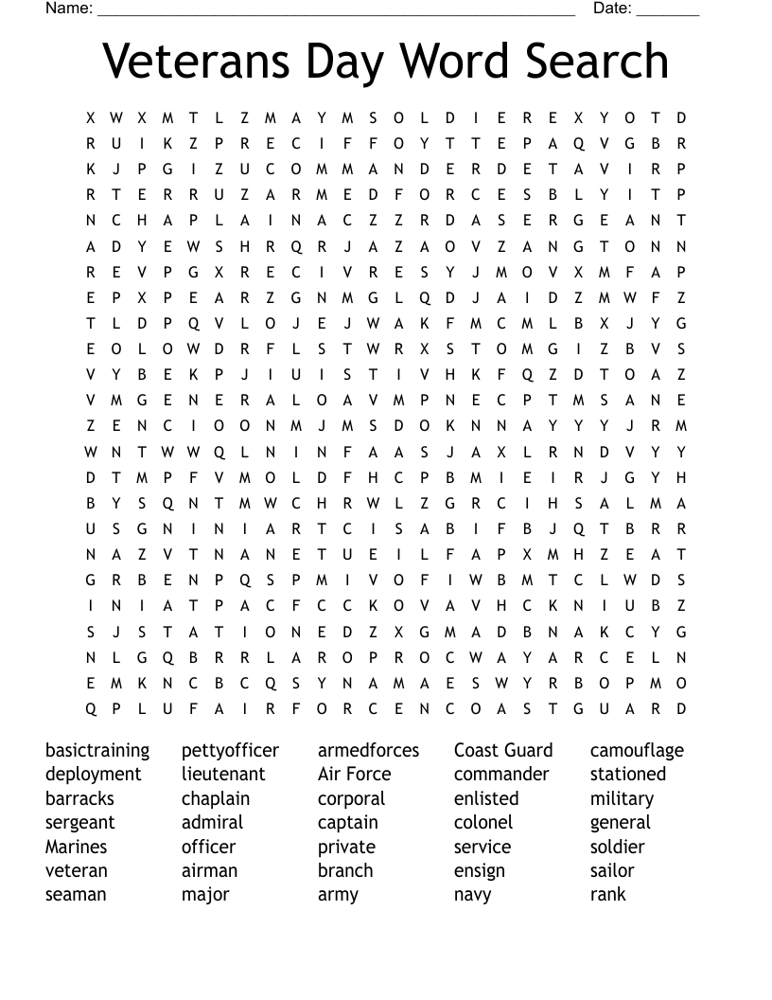 Name: _____________________________________________________ Date: _______
Veterans Day Word Search
X W X M T L Z M A Y M S O L D I E R E X Y O T D
R U I K Z P R E C I F F O Y T T E P A Q V G B R
K J P G I Z U C O M M A N D E R D E T A V I R P
R T E R R U Z A R M E D F O R C E S B L Y I T P
N C H A P L A I N A C Z Z R D A S E R G E A N T
A D Y E W S H R Q R J A Z A O V Z A N G T O N N
R E V P G X R E C I V R E S Y J M O V X M F A P
E P X P E A R Z G N M G L Q D J A I D Z M W F Z
T L D P Q V L O J E J W A K F M C M L B X J Y G
E O L O W D R F L S T W R X S T O M G I Z B V S
V Y B E K P J I U I S T I V H K F Q Z D T O A Z
V M G E N E R A L O A V M P N E C P T M S A N E
Z E N C I O O N M J M S D O K N N A Y Y Y J R M
W N T W W Q L N I N F A A S J A X L R N D V Y Y
D T M P F V M O L D F H C P B M I E I R J G Y H
B Y S Q N T M W C H R W L Z G R C I H S A L M A
U S G N I N I A R T C I S A B I F B J Q T B R R
N A Z V T N A N E T U E I L F A P X M H Z E A T
G R B E N P Q S P M I V O F I W B M T C L W D S
I N I A T P A C F C C K O V A V H C K N I U B Z
S J S T A T I O N E D Z X G M A D B N A K C Y G
N L G Q B R R L A R O P R O C W A Y A R C E L N
E M K N C B C Q S Y N A M A E S W Y R B O P M O
Q P L U F A I R F O R C E N C O A S T G U A R D
basictraining pettyofficer armedforces Coast Guard camouflage
deployment lieutenant Air Force commander stationed
barracks chaplain corporal enlisted military
sergeant admiral captain colonel general
Marines officer private service soldier
veteran airman branch ensign sailor
seaman major army navy rank